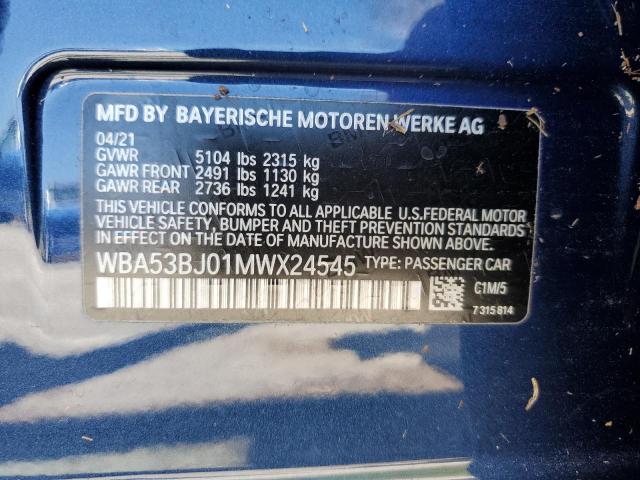 MFD BY BAYERISCHE MOTOREN WERKE AG
04/21
GVWR 5104 lbs 2315 kg
GAWR FRONT 2491 lbs 1130 kg
GAWR REAR 2736 lbs 1241 kg
THIS VEHICLE CONFORMS TO ALL APPLICABLE U.S.FEDERAL MOTOR
VEHICLE SAFETY, BUMPER, AND THEFT PREVENTION STANDARDS
IN EFFECT ON THE DATE OF MANUFACTURE SHOWN ABOVE.
WBA53BJ01MWX24545 TYPE: PASSENGER CAR
C1M/5
7315814